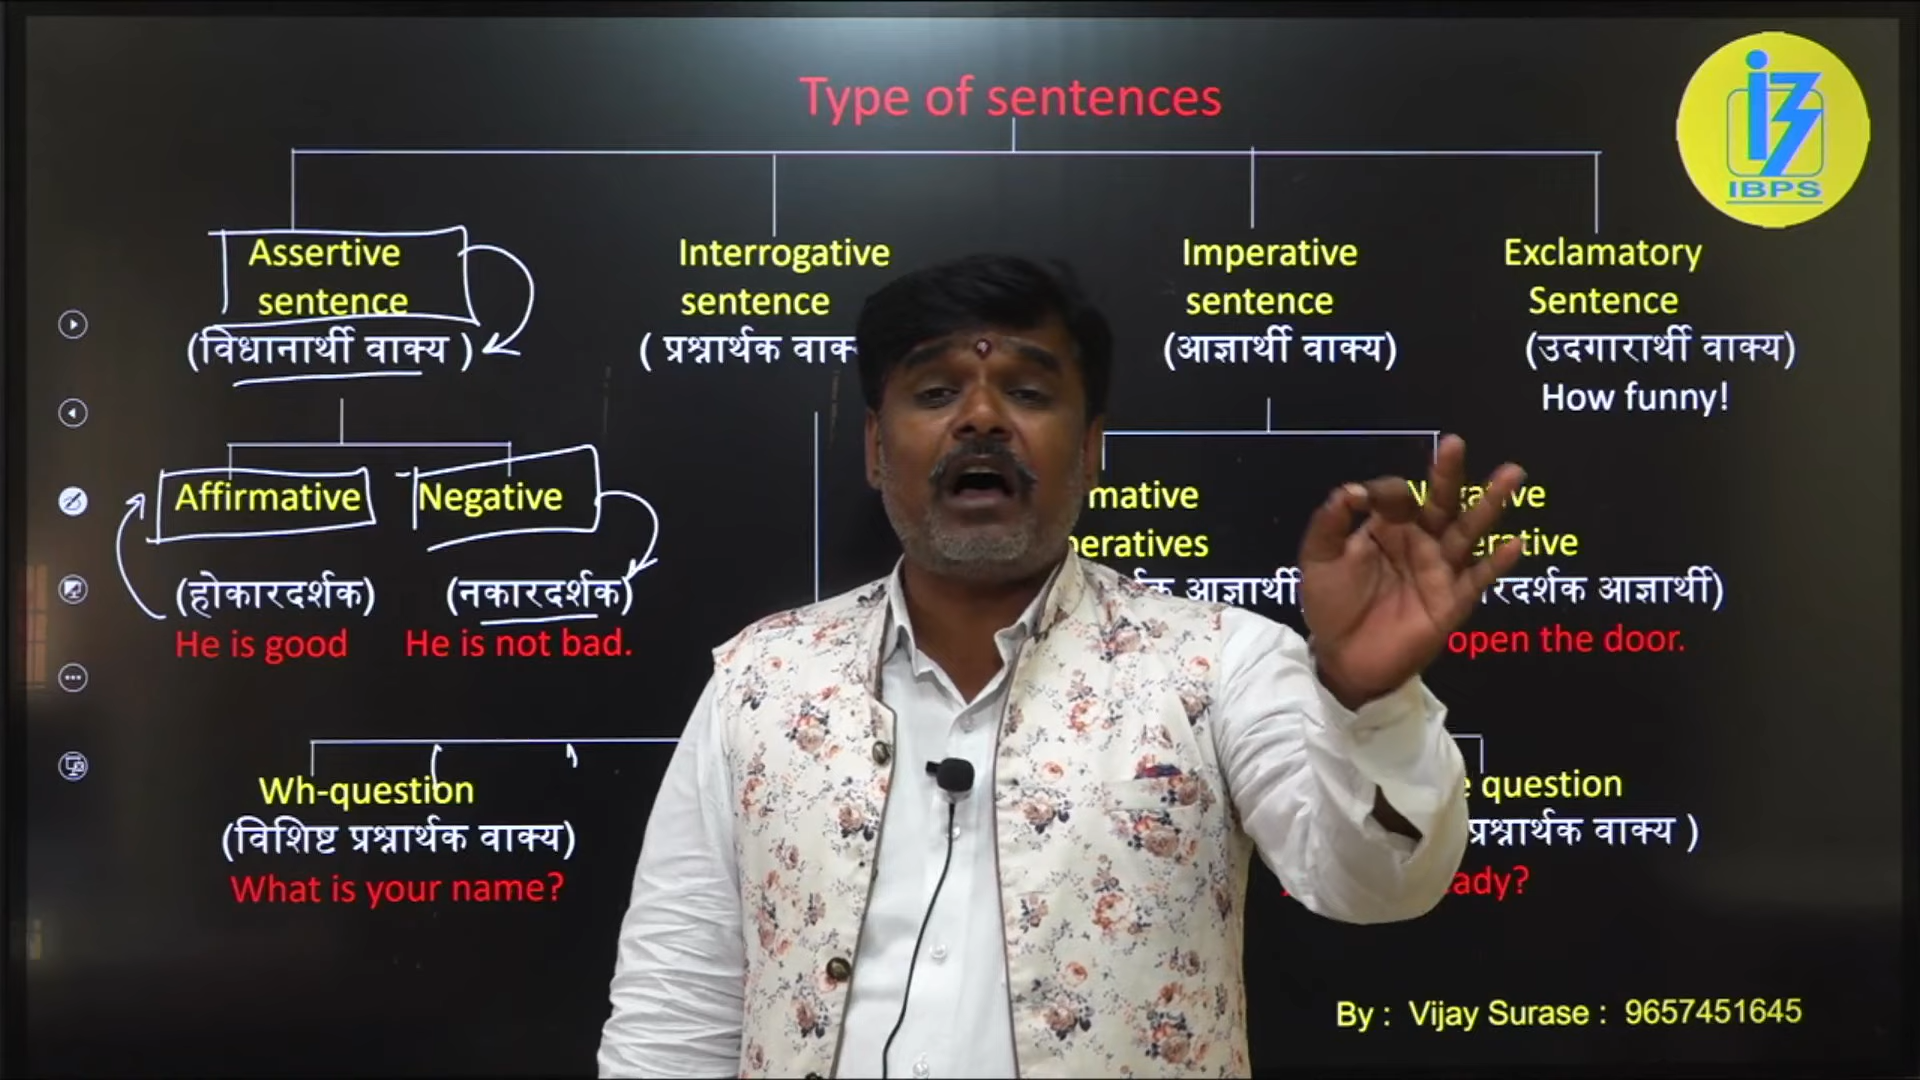 Type of sentences
IBPS
Assertive
sentence
(विधानार्थी वाक्य )
Interrogative
sentence
( प्रश्नार्थक
Imperative
sentence
(आज्ञार्थी वाक्य)
Exclamatory
Sentence
(उदगारार्थी वाक्य)
How funny!
Affirmative
(होकारदर्शक)
He is good
Negative
(नकारदर्शक)
He is not bad.
आज्ञार्थी
आज्ञार्थी)
open the door.
Wh-question
(विशिष्ट प्रश्नार्थक वाक्य)
What is your name?
question
प्रश्नार्थक वाक्य )
By : Vijay Surase : 9657451645